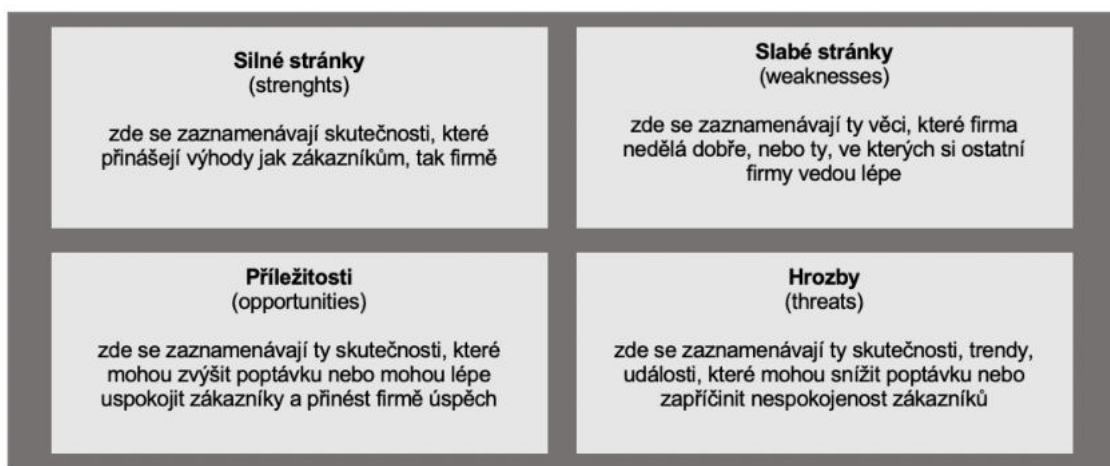 Silné stránky
(strenghts)
zde se zaznamenávají skutečnosti, které
přinášejí výhody jak zákazníkům, tak firmě
Slabé stránky
(weaknesses)
zde se zaznamenávají ty věci, které firma
nedělá dobře, nebo ty, ve kterých si ostatní
firmy vedou lépe
Příležitosti
(opportunities)
zde se zaznamenávají ty skutečnosti, které
mohou zvýšit poptávku nebo mohou lépe
uspokojit zákazníky a přinést firmě úspěch
Hrozby
(threats)
zde se zaznamenávají ty skutečnosti, trendy,
události, které mohou snížit poptávku nebo
zapříčinit nespokojenost zákazníků